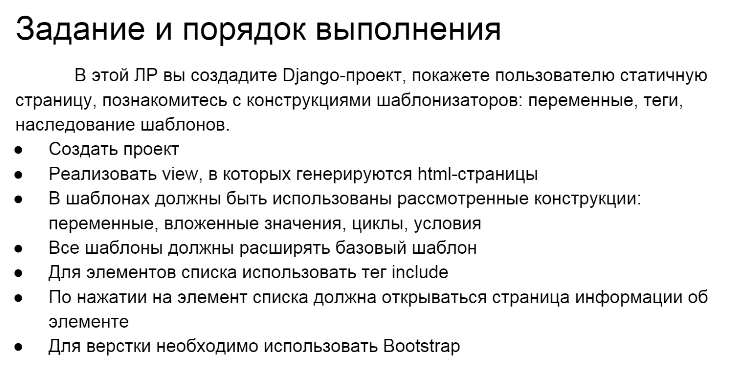 Задание и порядок выполнения
В этой ЛР вы создадите Django-проект, покажете пользователю статичную
страницу, познакомитесь с конструкциями шаблонизаторов: переменные, теги,
наследование шаблонов.
● Создать проект
● Реализовать view, в которых генерируются html-страницы
● В шаблонах должны быть использованы рассмотренные конструкции:
переменные, вложенные значения, циклы, условия
● Все шаблоны должны расширять базовый шаблон
● Для элементов списка использовать тег include
● По нажатии на элемент списка должна открываться страница информации об
элементе
● Для верстки необходимо использовать Bootstrap